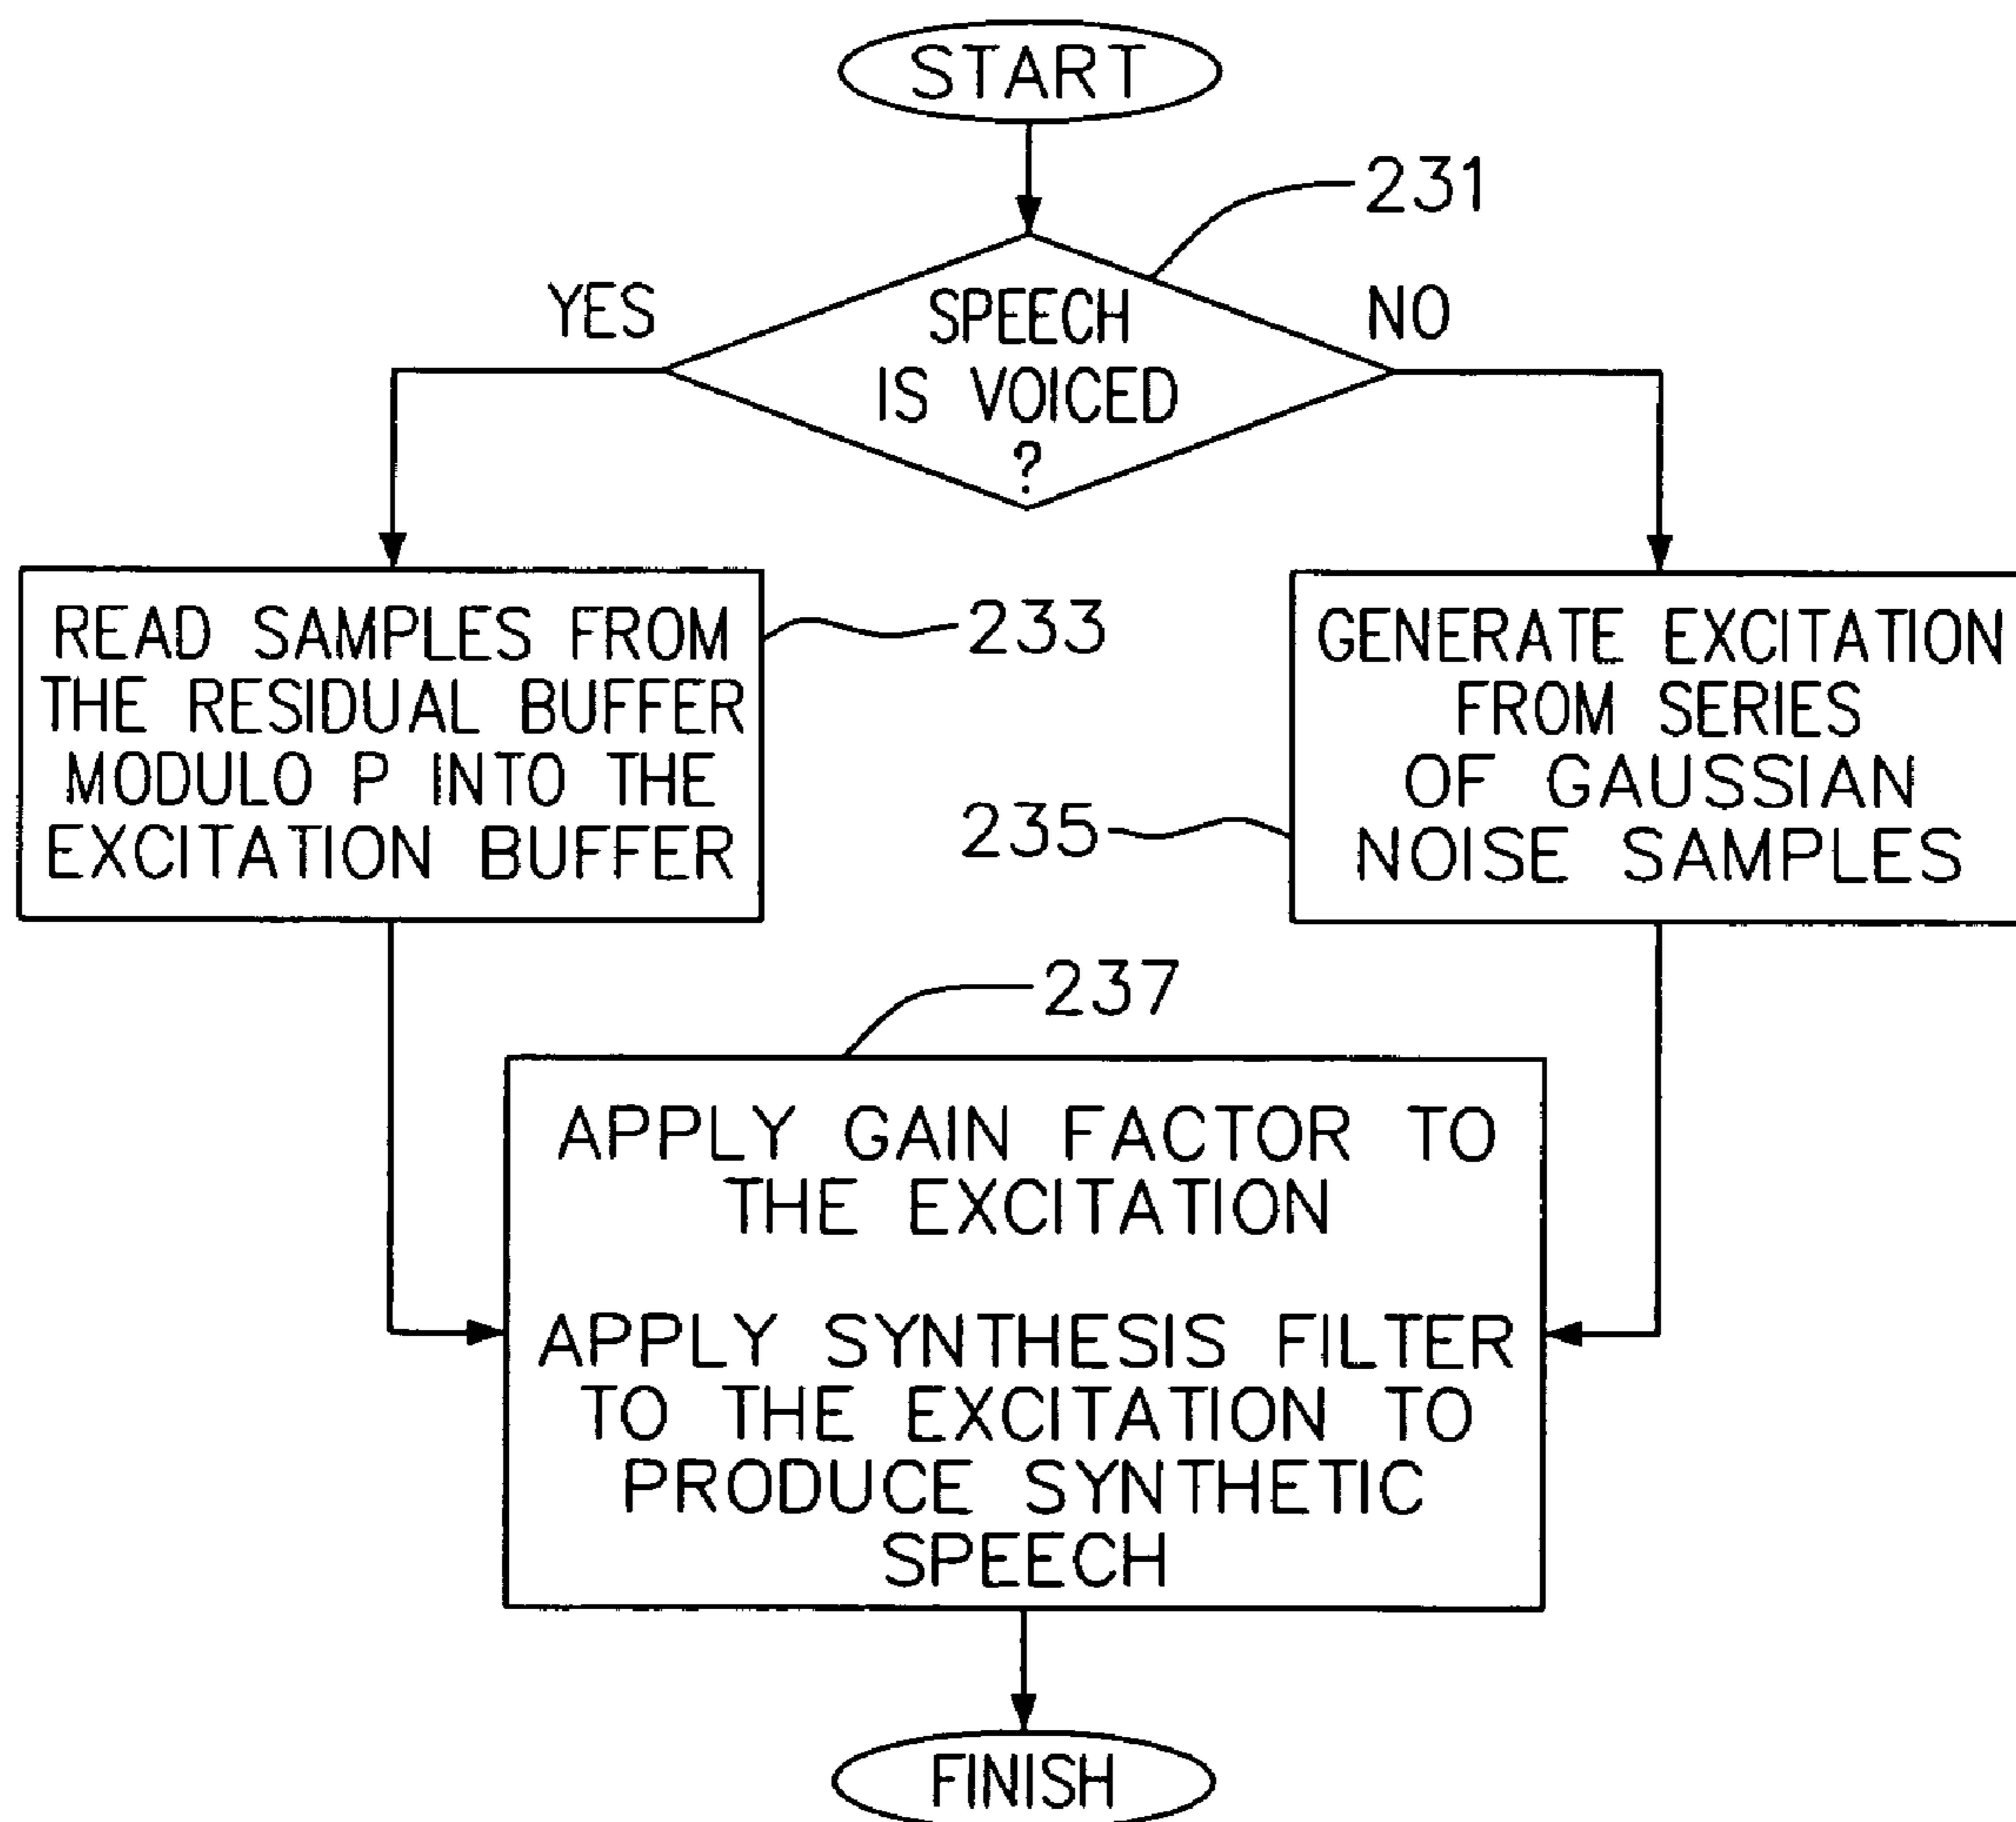 START
231
YES
SPEECH
IS VOICED
?
NO
READ SAMPLES FROM
THE RESIDUAL BUFFER
MODULO P INTO THE
EXCITATION BUFFER
233
GENERATE EXCITATION
FROM SERIES
OF GAUSSIAN
NOISE SAMPLES
235
237
APPLY GAIN FACTOR TO
THE EXCITATION
APPLY SYNTHESIS FILTER
TO THE EXCITATION TO
PRODUCE SYNTHETIC
SPEECH
FINISH